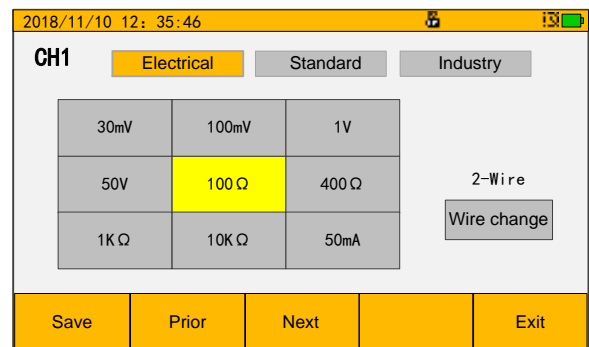 2018/11/10 12: 35:46
CH1 Electrical Standard Industry
30mV 100mV 1V
50V 100Ω 400Ω
2-Wire
Wire change
1KΩ 10KΩ 50mA
Save Prior Next Exit